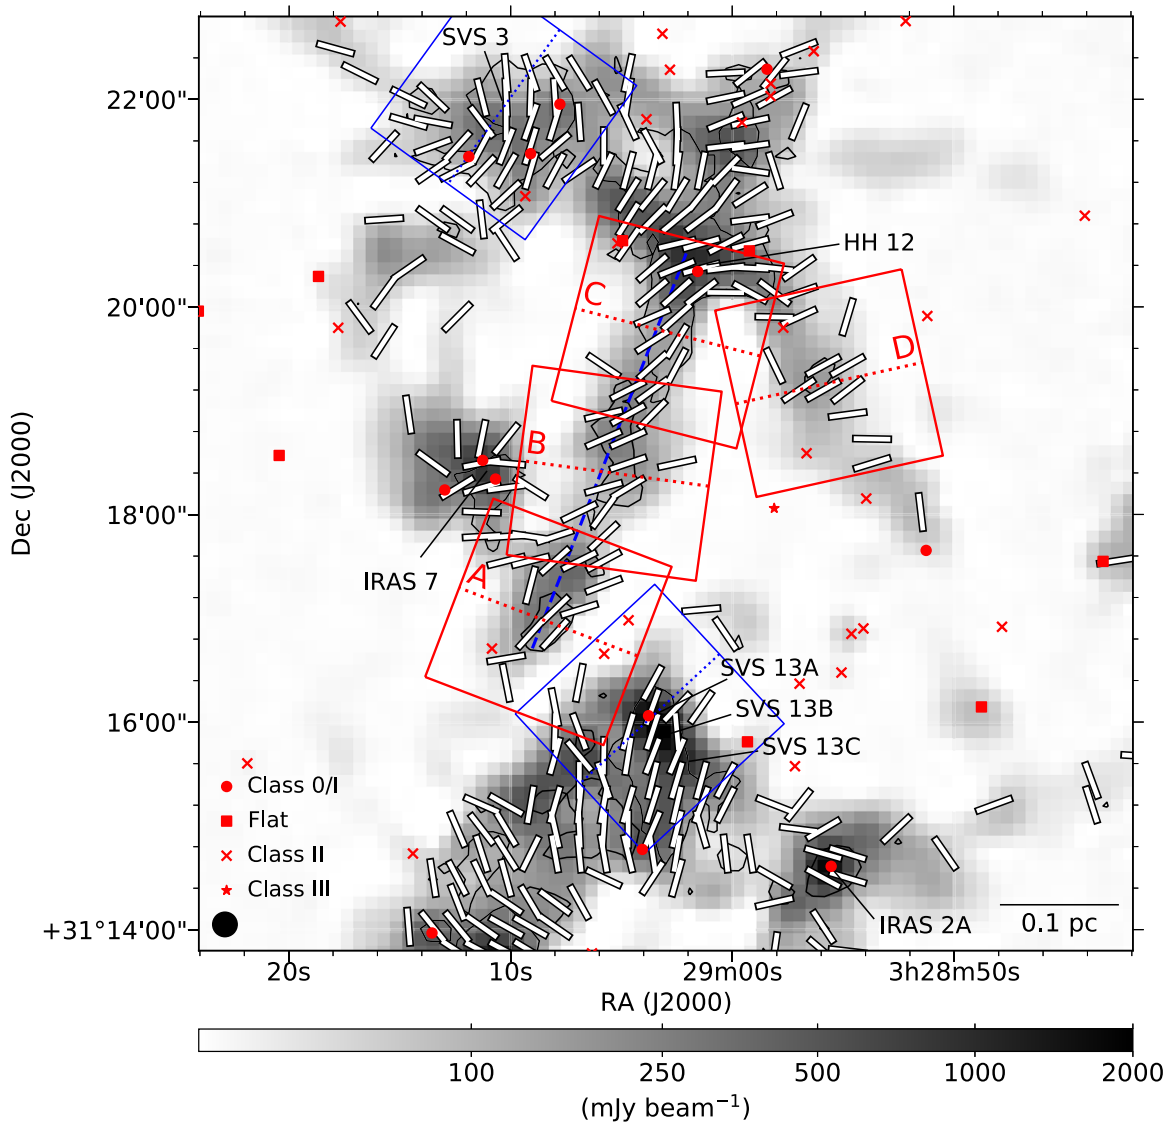 SVS 3
22'00"
HH 12
20'00"
C
D
B
18'00"
A
IRAS 7
SVS 13A
SVS 13B
16'00"
SVS 13C
Class 0/I
Flat
Class II
Class III
0.1 pc
IRAS 2A
+31°14'00"
Dec (J2000)
20s
10s
29m00s
3h28m50s
RA (J2000)
100
250
500
1000
2000
(mJy beam⁻¹)